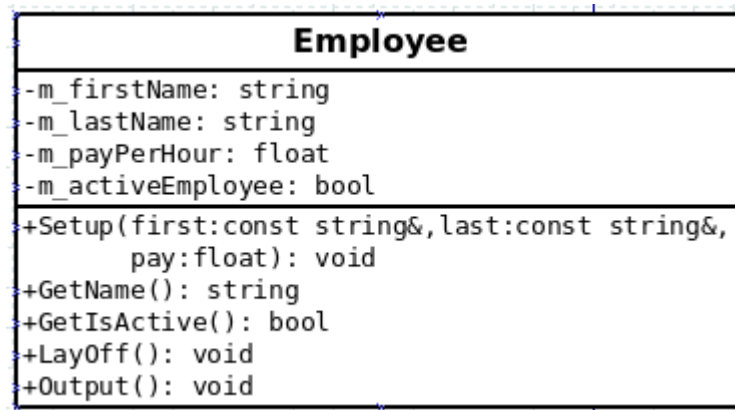 Employee
-m_firstName: string
-m_lastName: string
-m_payPerHour: float
-m_activeEmployee: bool
+Setup(first:const string&,last:const string&,
pay:float): void
+GetName(): string
+GetIsActive(): bool
+LayOff(): void
+Output(): void